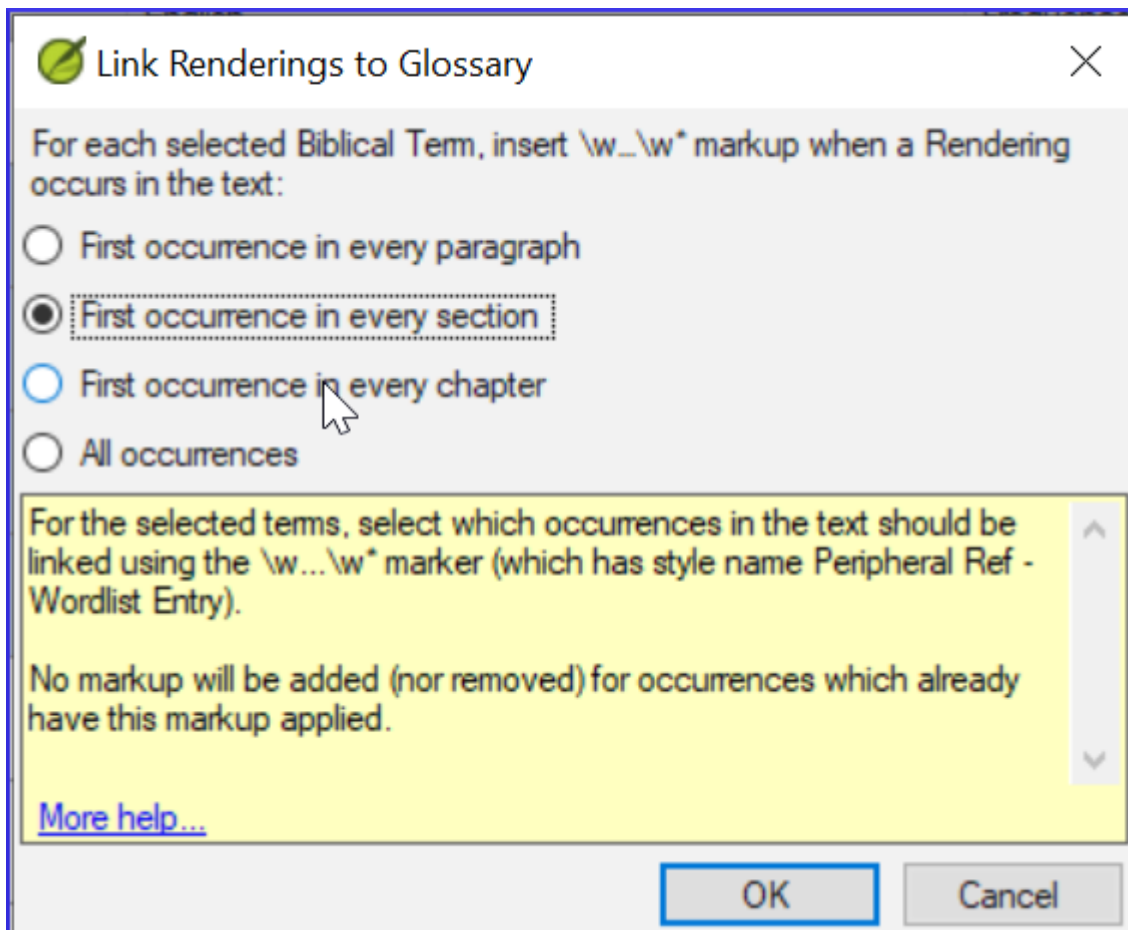 Link Renderings to Glossary
For each selected Biblical Term, insert \w...\w* markup when a Rendering
occurs in the text:
First occurrence in every paragraph
First occurrence in every section
First occurrence in every chapter
All occurrences
For the selected terms, select which occurrences in the text should be
linked using the \w...\w* marker (which has style name Peripheral Ref -
Wordlist Entry).
No markup will be added (nor removed) for occurrences which already
have this markup applied.
More help...
OK Cancel